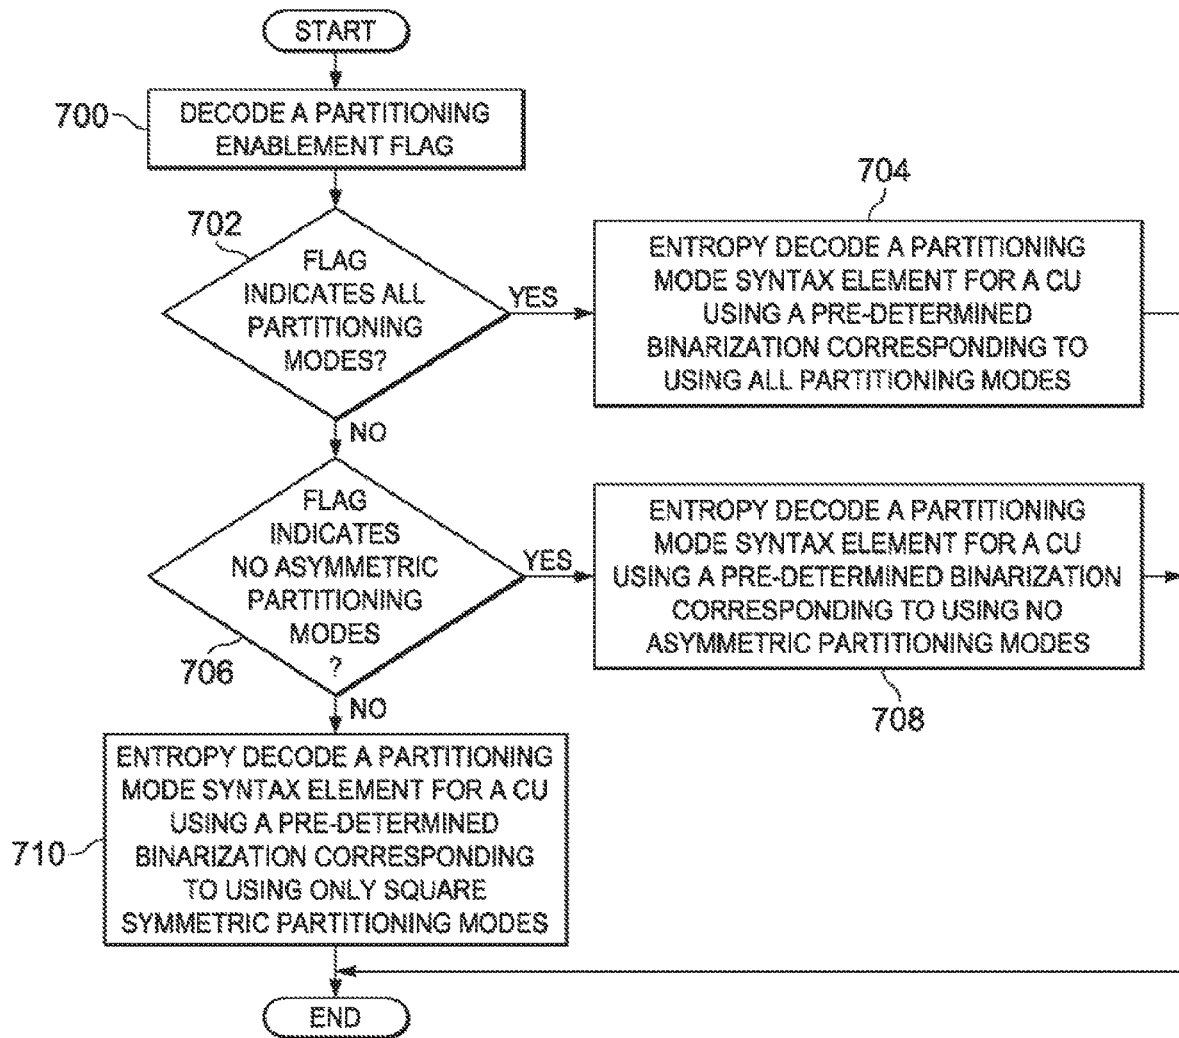 START
700
DECODE A PARTITIONING
ENABLEMENT FLAG
702
FLAG
INDICATES ALL
PARTITIONING
MODES?
YES
704
ENTROPY DECODE A PARTITIONING
MODE SYNTAX ELEMENT FOR A CU
USING A PRE-DETERMINED
BINARIZATION CORRESPONDING TO
USING ALL PARTITIONING MODES
NO
FLAG
INDICATES
NO ASYMMETRIC
PARTITIONING
MODES
?
706
YES
ENTROPY DECODE A PARTITIONING
MODE SYNTAX ELEMENT FOR A CU
USING A PRE-DETERMINED BINARIZATION
CORRESPONDING TO USING NO
ASYMMETRIC PARTITIONING MODES
708
NO
710
ENTROPY DECODE A PARTITIONING
MODE SYNTAX ELEMENT FOR A CU
USING A PRE-DETERMINED
BINARIZATION CORRESPONDING
TO USING ONLY SQUARE
SYMMETRIC PARTITIONING MODES
END